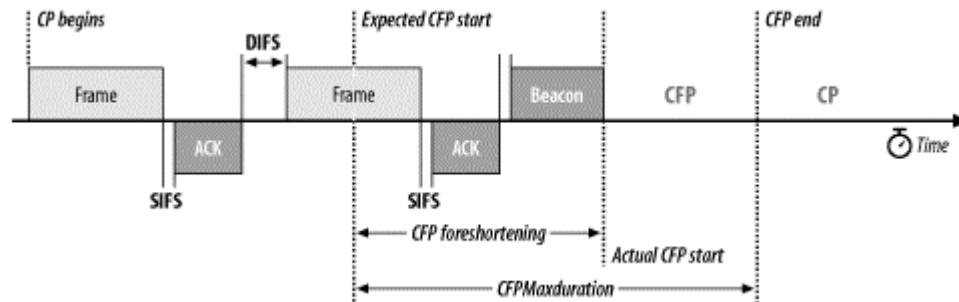 CP begins
Expected CFP start
CFP end
DIFS
Frame
Frame
Beacon
CFP
CP
ACK
ACK
Time
SIFS
SIFS
CFP foreshortening
Actual CFP start
CFPMaxduration